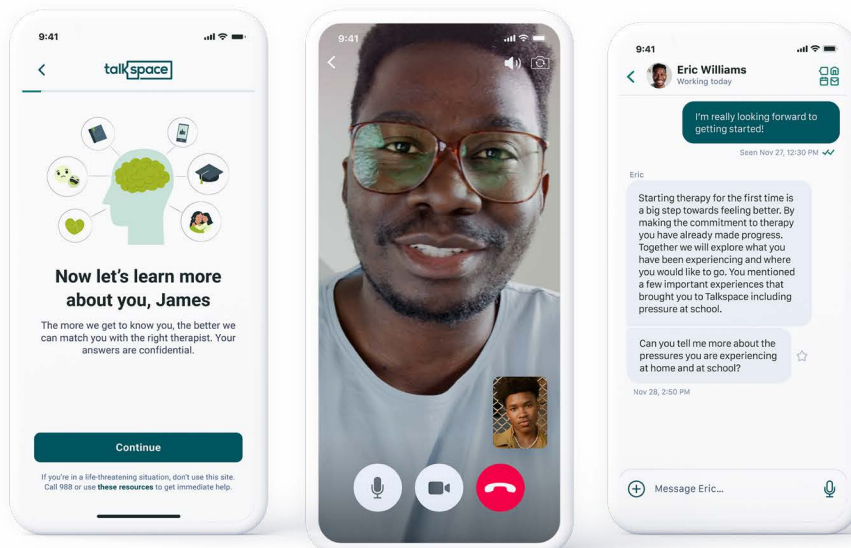 9:41
talkspace
Now let's learn more
about you, James
The more we get to know you, the better we
can match you with the right therapist. Your
answers are confidential.
Continue
If you're in a life-threatening situation, don't use this site.
Call 988 or use these resources to get immediate help.
9:41
9:41
Eric Williams
Working today
I'm really looking forward to
getting started!
Seen Nov 27, 12:30 PM
Eric
Starting therapy for the first time is
a big step towards feeling better. By
making the commitment to therapy
you have already made progress.
Together we will explore what you
have been experiencing and where
you would like to go. You mentioned
a few important experiences that
brought you to Talkspace including
pressure at school.
Can you tell me more about the
pressures you are experiencing
at home and at school?
Nov 28, 2:50 PM
Message Eric...